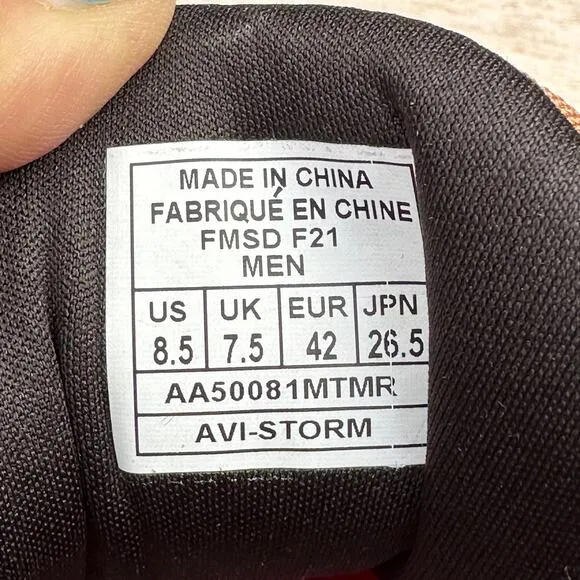 MADE IN CHINA
FABRIQUÉ EN CHINE
FMSD F21
MEN
US UK EUR JPN
8.5 7.5 42 26.5
AA50081MTMR
AVI-STORM